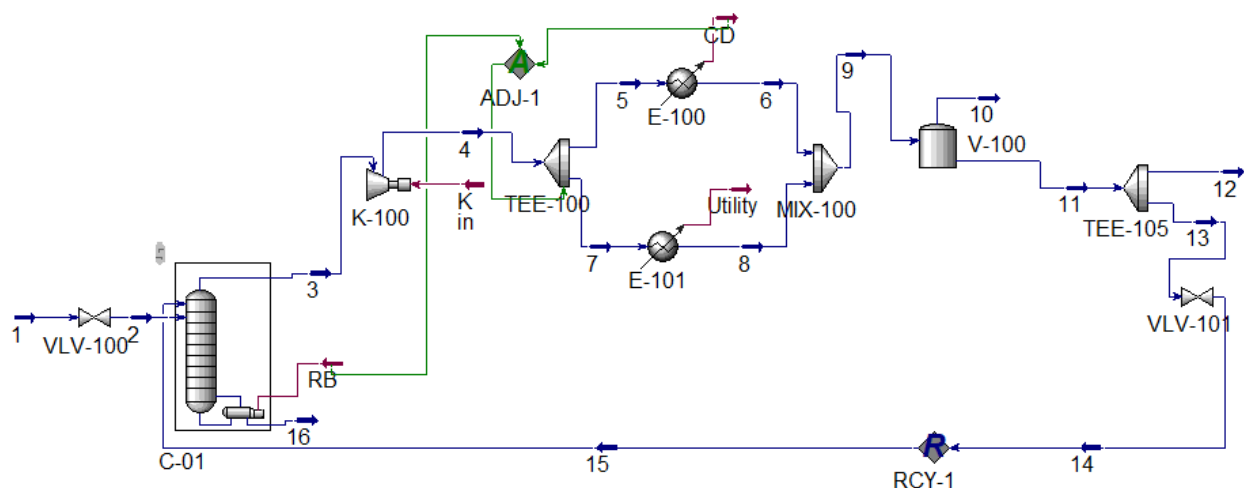 CD
A
ADJ-1
9
5
E-100
6
10
V-100
4
K-100
K
in
TEE-100
Utility
MIX-100
11
TEE-105
12
13
3
7
E-101
8
1
VLV-100
2
RB
VLV-101
16
C-01
15
R
RCY-1
14